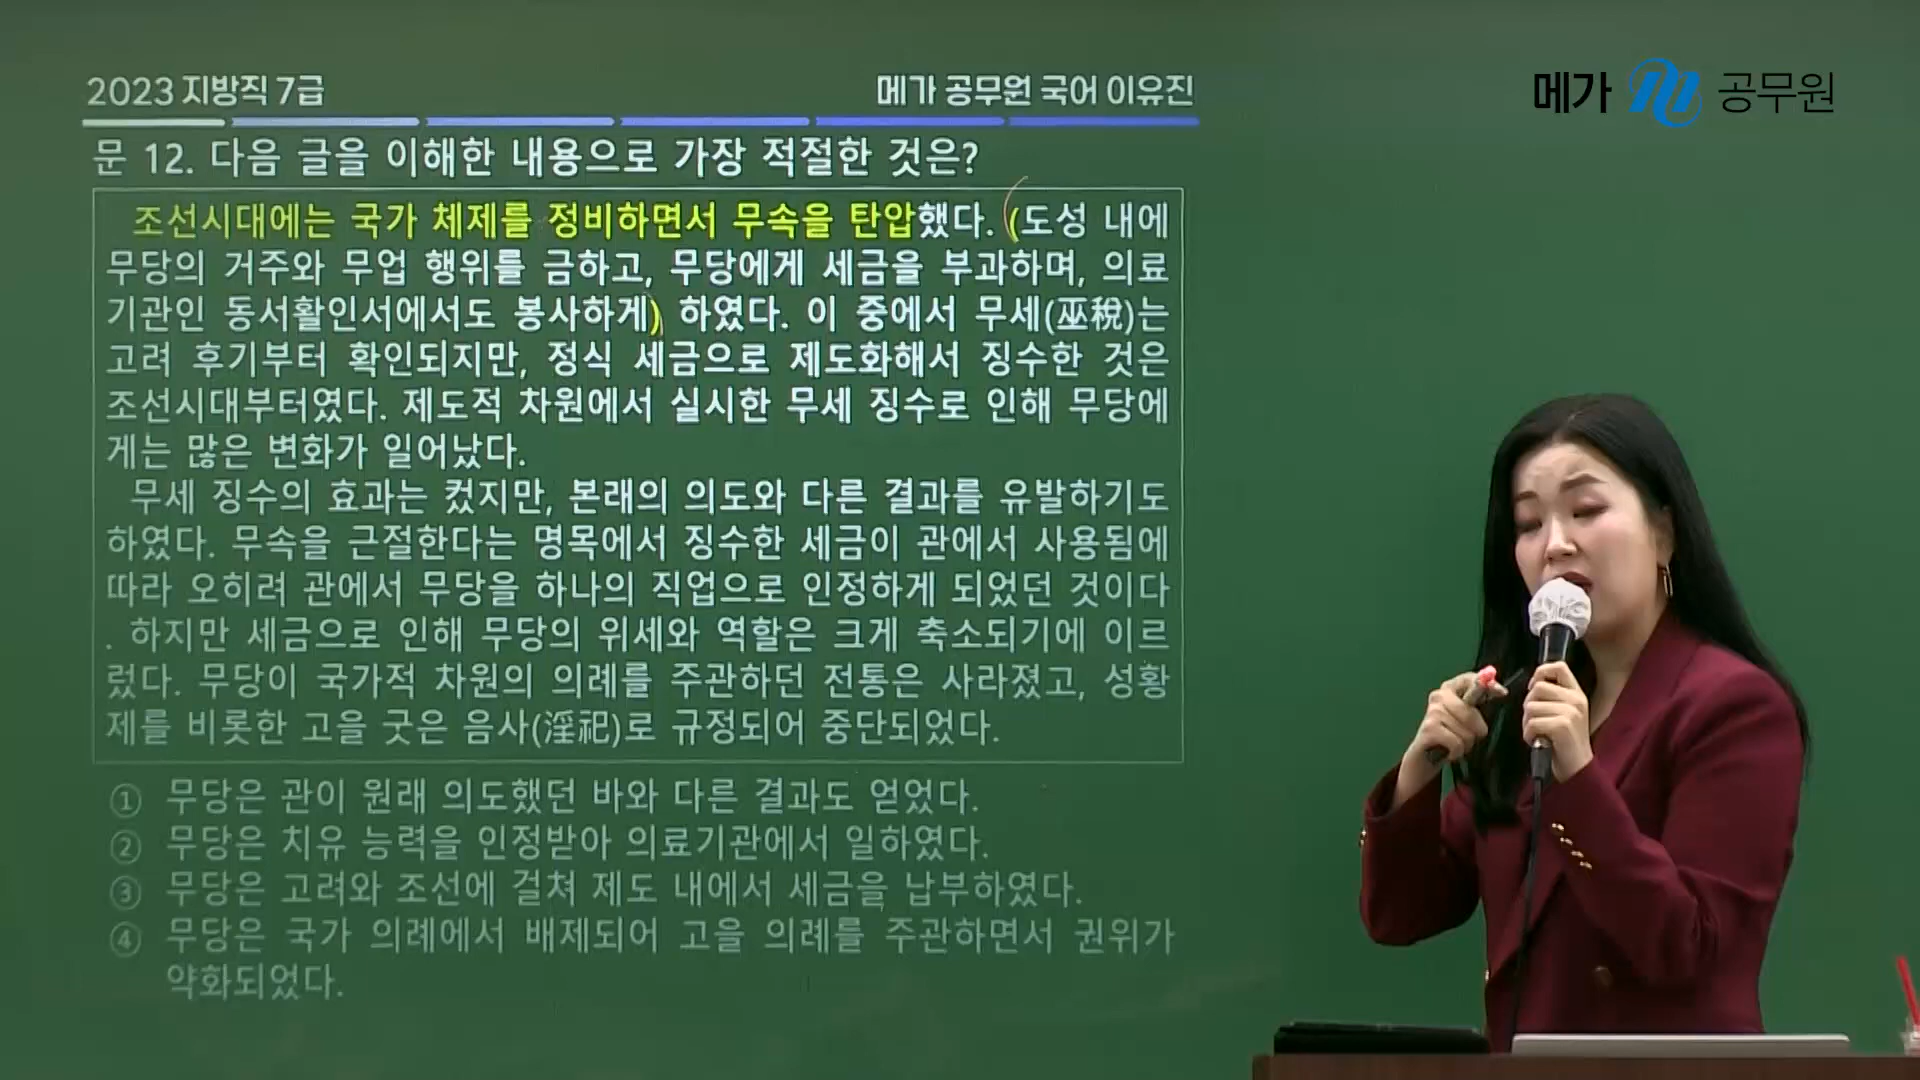 2023 지방직 7급
메가 공무원 국어 이유진
메가 공무원
문 12. 다음 글을 이해한 내용으로 가장 적절한 것은?
조선시대에는 국가 체제를 정비하면서 무속을 탄압했다. (도성 내에
무당의 거주와 무업 행위를 금하고, 무당에게 세금을 부과하며, 의료
기관인 동서활인서에서도 봉사하게) 하였다. 이 중에서 무세(巫稅)는
고려 후기부터 확인되지만, 정식 세금으로 제도화해서 징수한 것은
조선시대부터였다. 제도적 차원에서 실시한 무세 징수로 인해 무당에
게는 많은 변화가 일어났다.
무세 징수의 효과는 컸지만, 본래의 의도와 다른 결과를 유발하기도
하였다. 무속을 근절한다는 명목에서 징수한 세금이 관에서 사용됨에
따라 오히려 관에서 무당을 하나의 직업으로 인정하게 되었던 것이다
. 하지만 세금으로 인해 무당의 위세와 역할은 크게 축소되기에 이르
렀다. 무당이 국가적 차원의 의례를 주관하던 전통은 사라졌고, 성황
제를 비롯한 고을 굿은 음사(淫祀)로 규정되어 중단되었다.
① 무당은 관이 원래 의도했던 바와 다른 결과도 얻었다.
② 무당은 치유 능력을 인정받아 의료기관에서 일하였다.
③ 무당은 고려와 조선에 걸쳐 제도 내에서 세금을 납부하였다.
④ 무당은 국가 의례에서 배제되어 고을 의례를 주관하면서 권위가
약화되었다.